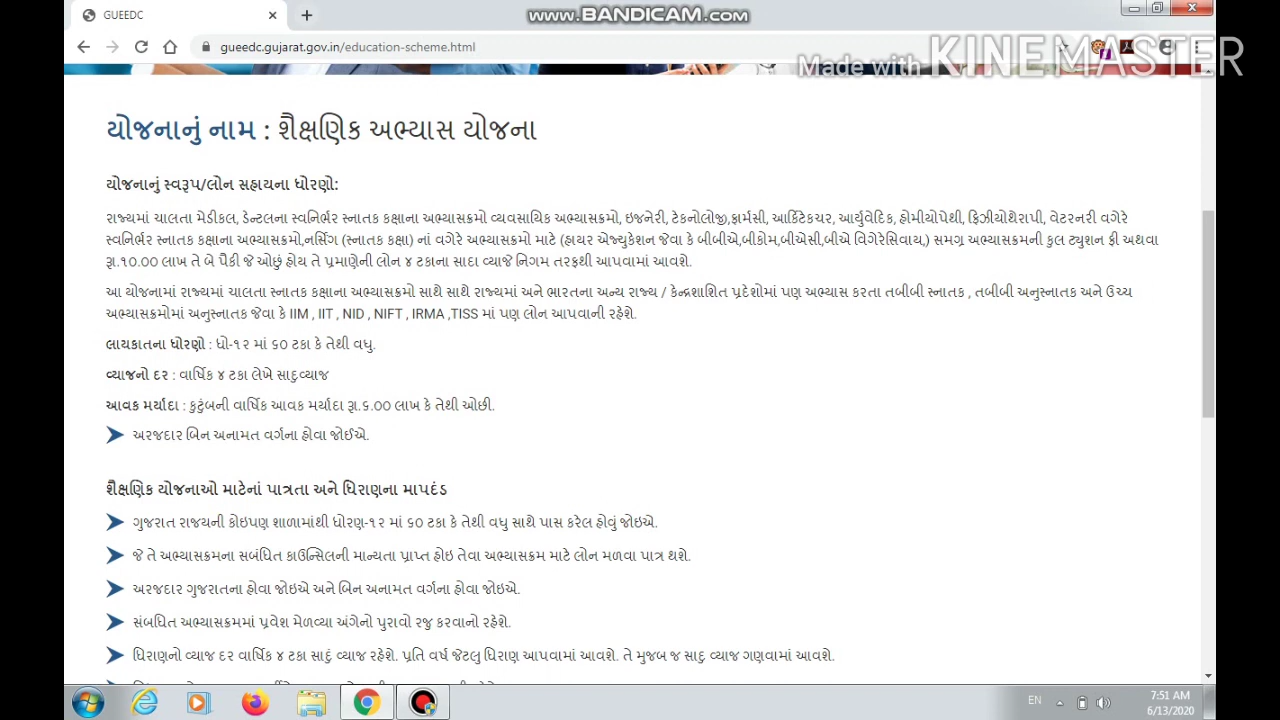 GUEEDC
www.BANDICAM.com
gueedc.gujarat.gov.in/education-scheme.html
Made with KINEMASTER
યોજનાનું નામ : શૈક્ષણિક અભ્યાસ યોજના
યોજનાનું સ્વરૂપ/લોન સહાયના ધોરણો:
રાજ્યમાં ચાલતા મેડીકલ, ડેન્ટલના સ્વનિર્ભર સ્નાતક કક્ષાના અભ્યાસક્રમો વ્યવસાયિક અભ્યાસક્રમો, ઇજનેરી, ટેકનોલોજી,ફાર્મસી, આર્કિટેકચર, આર્યુવેદિક, હોમીયોપેથી, ફિઝીયોથેરાપી, વેટરનરી વગેરે
સ્વનિર્ભર સ્નાતક કક્ષાના અભ્યાસક્રમો,નર્સિગ (સ્નાતક કક્ષા) નાં વગેરે અભ્યાસક્રમો માટે (હાયર એજ્યુકેશન જેવા કે બીબીએ,બીકોમ,બીએસી,બીએ વિગેરેસિવાય,) સમગ્ર અભ્યાસક્રમની કુલ ટ્યુશન ફી અથવા
રૂા.૧૦.00 લાખ તે બે પૈકી જે ઓછું હોય તે પ્રમાણેની લોન ૪ ટકાના સાદા વ્યાજે નિગમ તરફથી આપવામાં આવશે.
આ યોજનામાં રાજ્યમાં ચાલતા સ્નાતક કક્ષાના અભ્યાસક્રમો સાથે સાથે રાજ્યમાં અને ભારતના અન્ય રાજ્ય / કેન્દ્રશાશિત પ્રદેશોમાં પણ અભ્યાસ કરતા તબીબી સ્નાતક , તબીબી અનુસ્નાતક અને ઉચ્ચ
અભ્યાસક્રમોમાં અનુસ્નાતક જેવા કે IIM , IIT , NID , NIFT , IRMA ,TISS માં પણ લોન આપવાની રહેશે.
લાયકાતના ધોરણો : ધો-૧૨ માં ૬૦ ટકા કે તેથી વધુ.
વ્યાજનો દર : વાર્ષિક ૪ ટકા લેખે સાદુવ્યાજ
આવક મર્યાદા : કુટુંબની વાર્ષિક આવક મર્યાદા રૂા.૬.00 લાખ કે તેથી ઓછી.
અરજદાર બિન અનામત વર્ગના હોવા જોઈએ.
શૈક્ષણિક યોજનાઓ માટેનાં પાત્રતા અને ધિરાણના માપદંડ
ગુજરાત રાજયની કોઇપણ શાળામાંથી ધોરણ-૧૨ માં ૬૦ ટકા કે તેથી વધુ સાથે પાસ કરેલ હોવું જોઇએ.
જે તે અભ્યાસક્રમના સબંધિત કાઉન્સિલની માન્યતા પ્રાપ્ત હોઇ તેવા અભ્યાસક્રમ માટે લોન મળવા પાત્ર થશે.
અરજદાર ગુજરાતના હોવા જોઇએ અને બિન અનામત વર્ગના હોવા જોઇએ.
સંબધિત અભ્યાસક્રમમાં પ્રવેશ મેળવ્યા અંગેનો પુરાવો રજુ કરવાનો રહેશે.
ધિરાણનો વ્યાજ દર વાર્ષિક ૪ ટકા સાદું વ્યાજ રહેશે. પ્રતિ વર્ષ જેટલુ ધિરાણ આપવામાં આવશે. તે મુજબ જ સાદુ વ્યાજ ગણવામાં આવશે.
EN
7:51 AM
6/13/2020